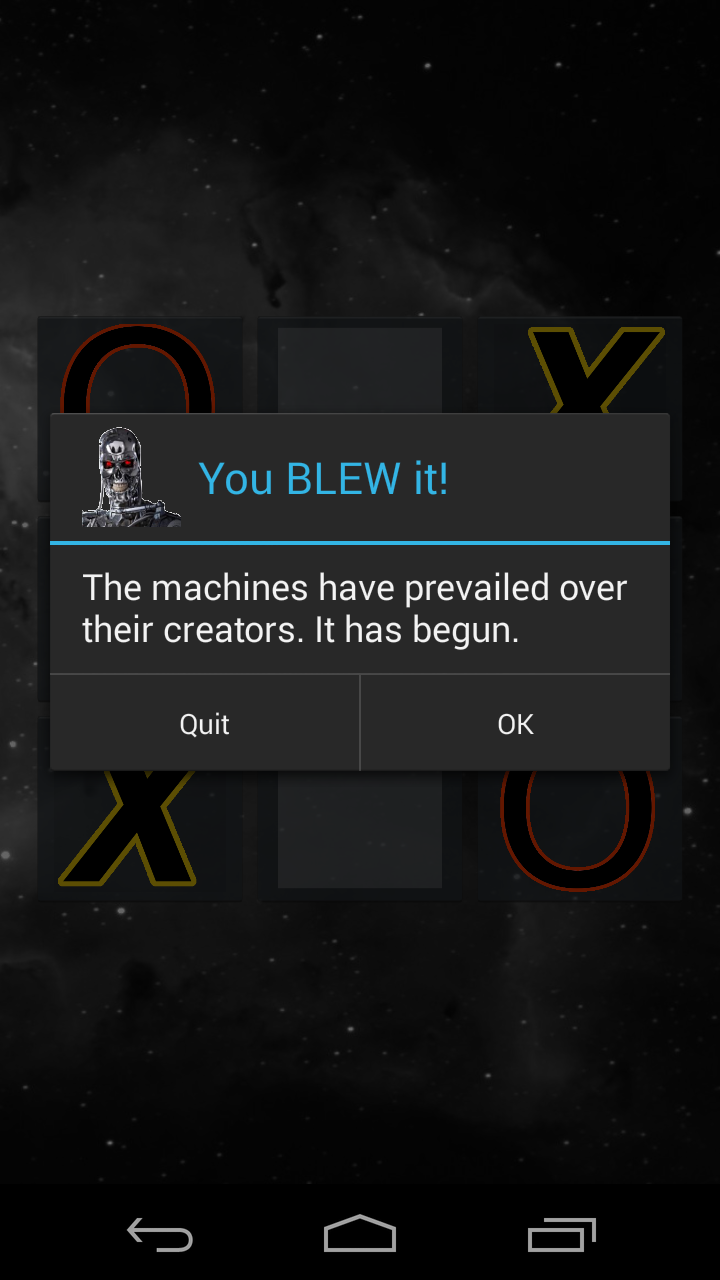 O X
You BLEW it!
The machines have prevailed over
their creators. It has begun.
Quit OK
X O